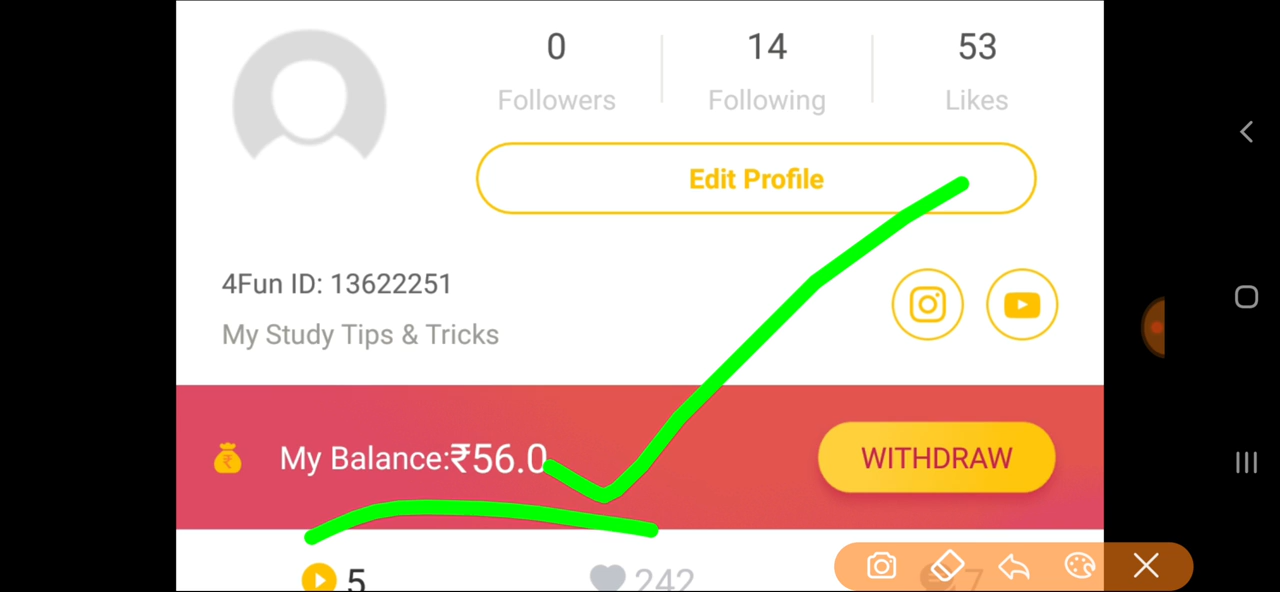 0 14 53
Followers Following Likes
Edit Profile
4Fun ID: 13622251
My Study Tips & Tricks
My Balance:₹56.0 WITHDRAW
5 242 7